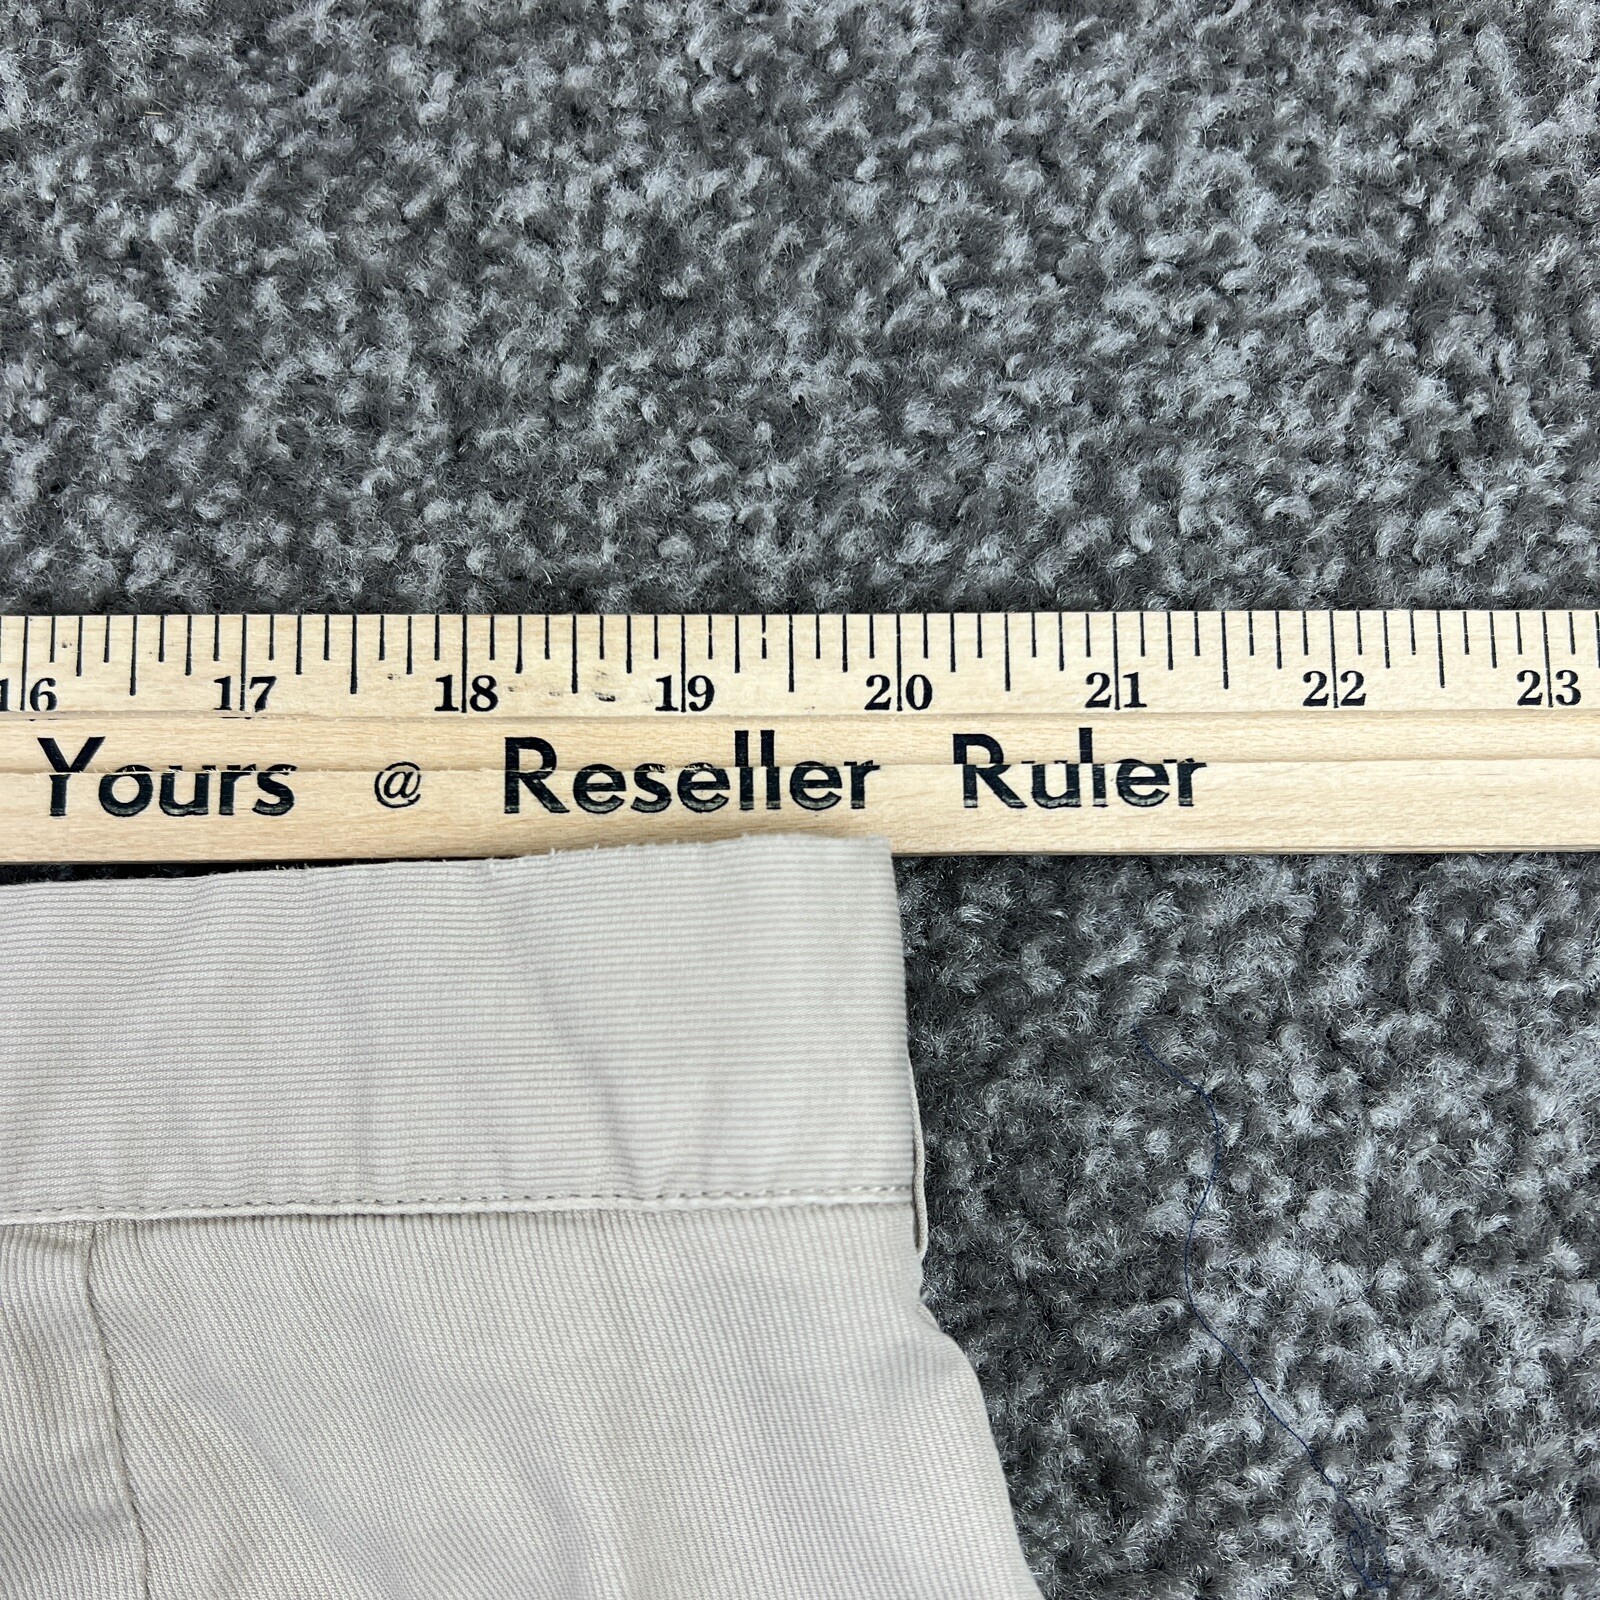 16 17 18 19 20 21 22 23
Yours @ Reseller Ruler